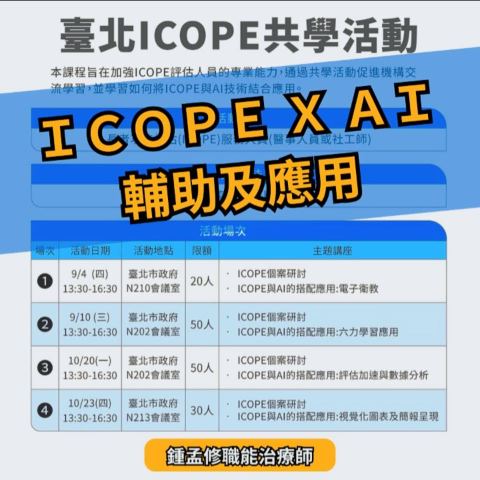 臺北ICOPE共學活動
本課程旨在加強ICOPE評估人員的專業能力,通過共學活動促進機構交
流學習,並學習如何將ICOPE與AI技術結合應用。
ICOPE X AI
輔助及應用
服務人員(醫事人員或社工師)
活動場次
場次 活動日期 活動地點 限額 主題講座
1 9/4 (四) 13:30-16:30 臺北市政府 N210會議室 20人 · ICOPE個案研討
· ICOPE與AI的搭配應用:電子衛教
2 9/10 (三) 13:30-16:30 臺北市政府 N202會議室 50人 · ICOPE個案研討
· ICOPE與AI的搭配應用:六力學習應用
3 10/20(一) 13:30-16:30 臺北市政府 N202會議室 50人 · ICOPE個案研討
· ICOPE與AI的搭配應用:評估加速與數據分析
4 10/23(四) 13:30-16:30 臺北市政府 N213會議室 30人 · ICOPE個案研討
· ICOPE與AI的搭配應用:視覺化圖表及簡報呈現
鍾孟修職能治療師